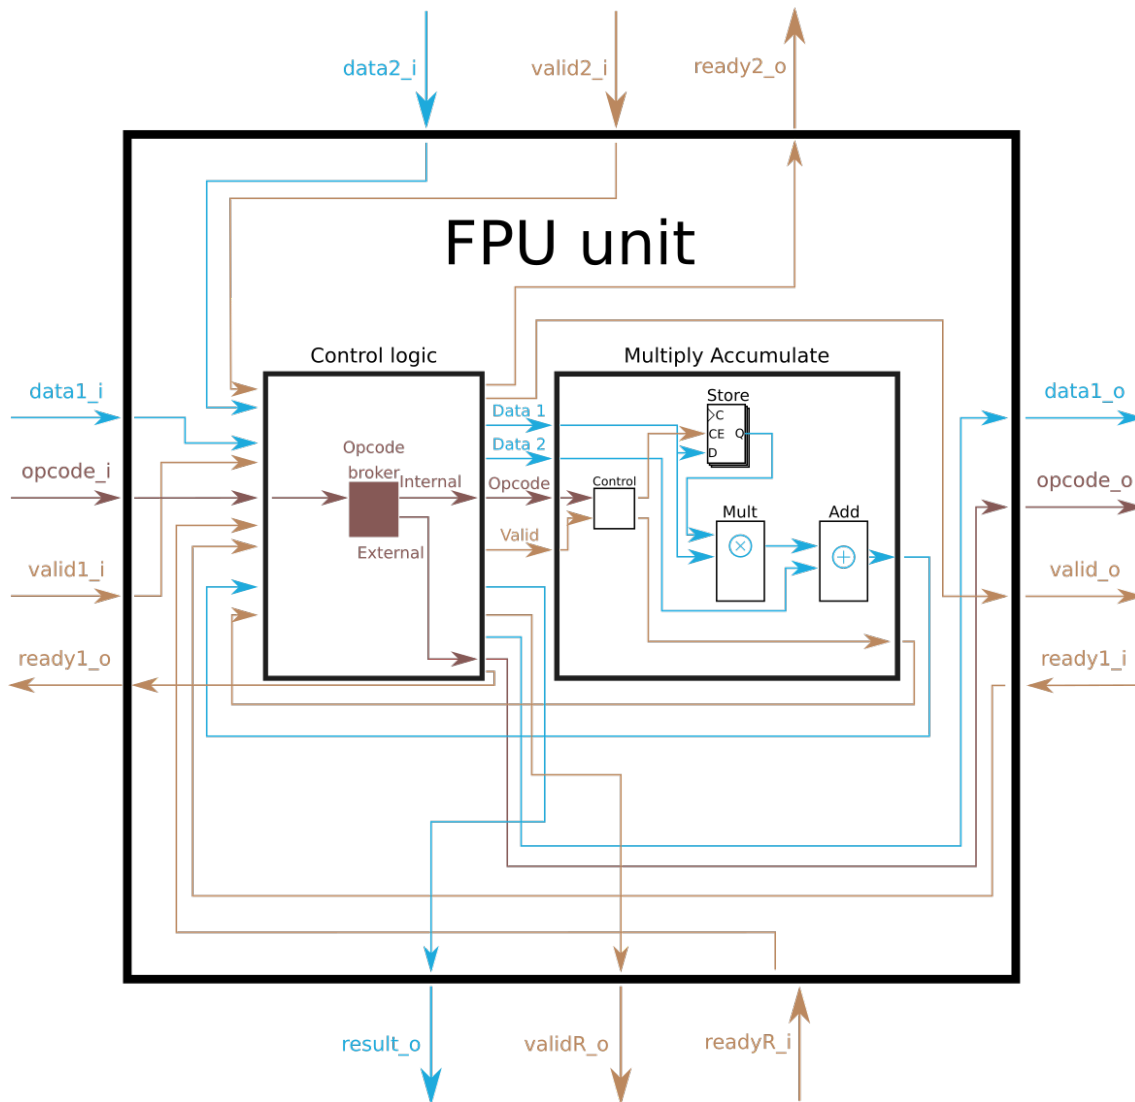 data2_i
valid2_i
ready2_o
FPU unit
Control logic
Multiply Accumulate
data1_i
opcode_i
valid1_i
ready1_o
Opcode
broker
Internal
External
Data 1
Data 2
Opcode
Valid
Store
C
CE
Q
D
Control
Mult
Add
data1_o
opcode_o
valid_o
ready1_i
result_o
validR_o
readyR_i